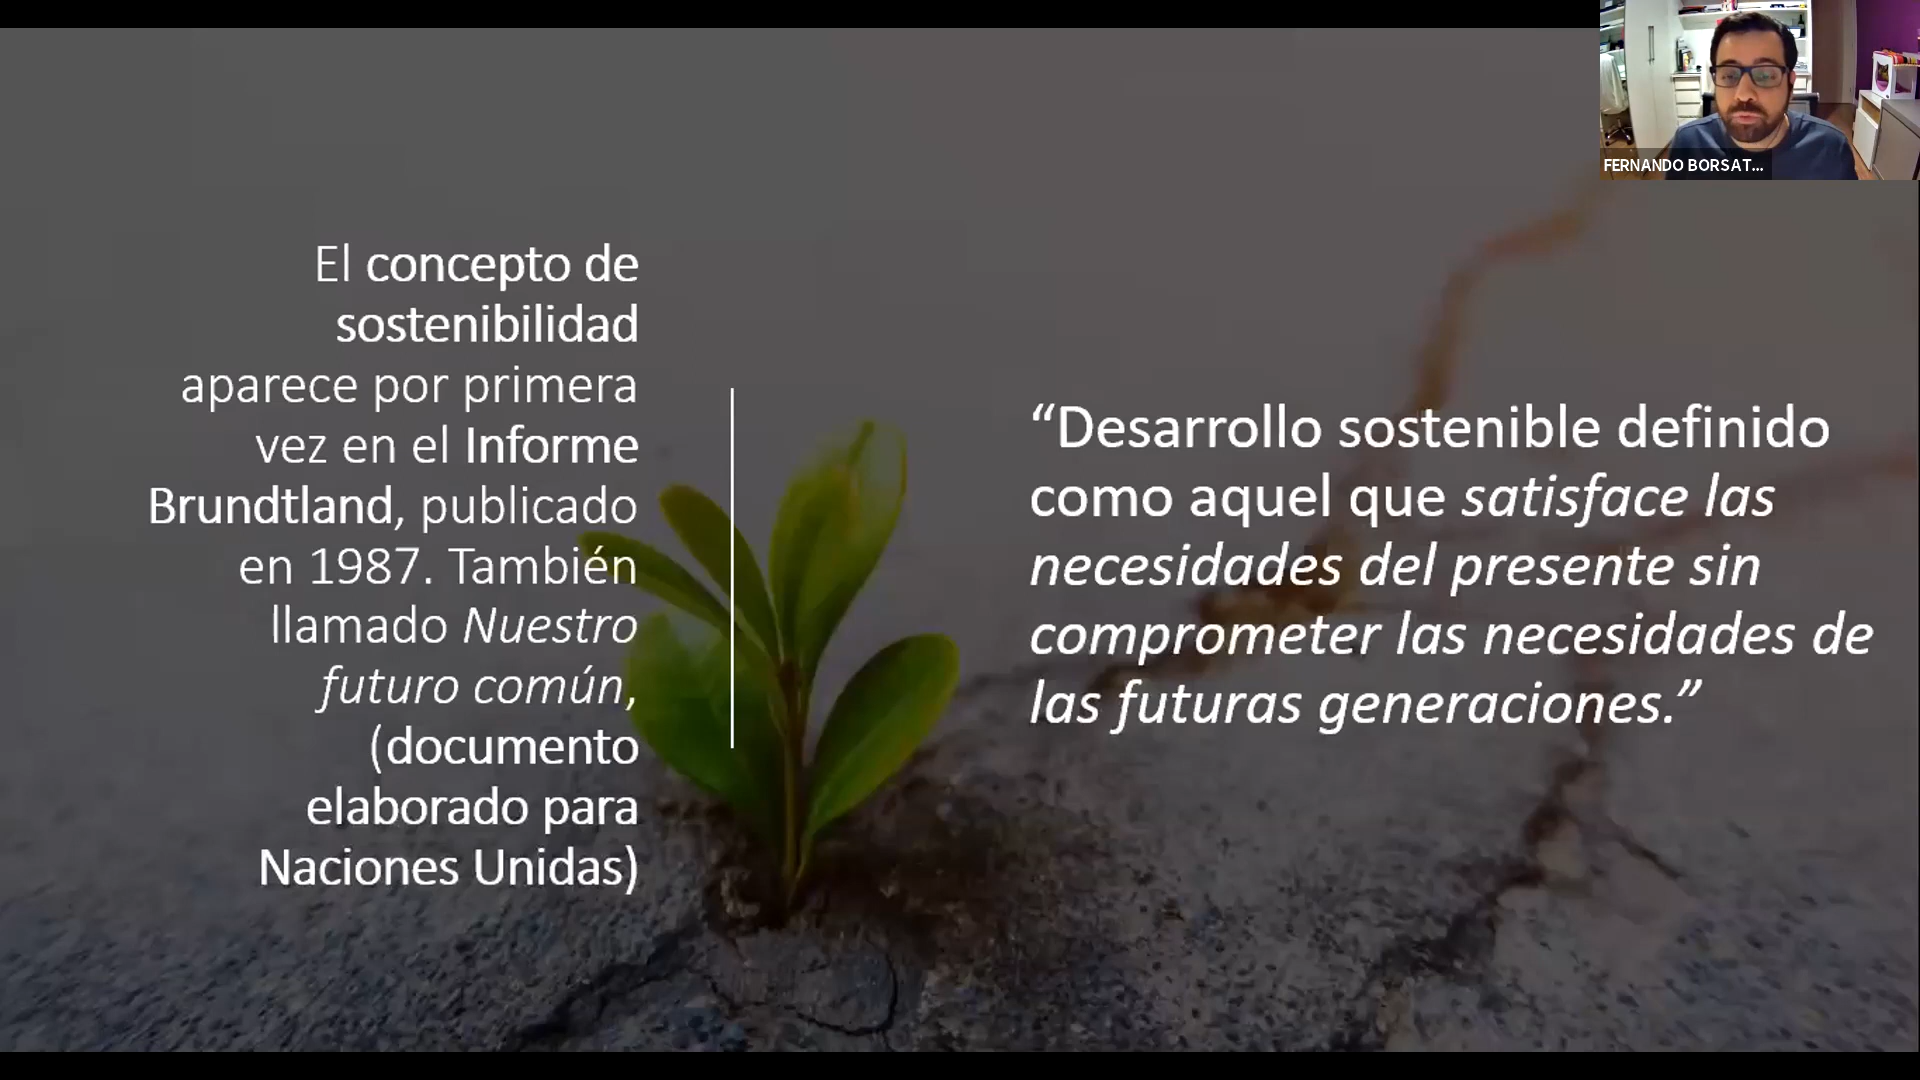 FERNANDO BORSAT...
El concepto de
sostenibilidad
aparece por primera
vez en el Informe
Brundtland, publicado
en 1987. También
llamado Nuestro
futuro común,
(documento
elaborado para
Naciones Unidas)
“Desarrollo sostenible definido
como aquel que satisface las
necesidades del presente sin
comprometer las necesidades de
las futuras generaciones.”